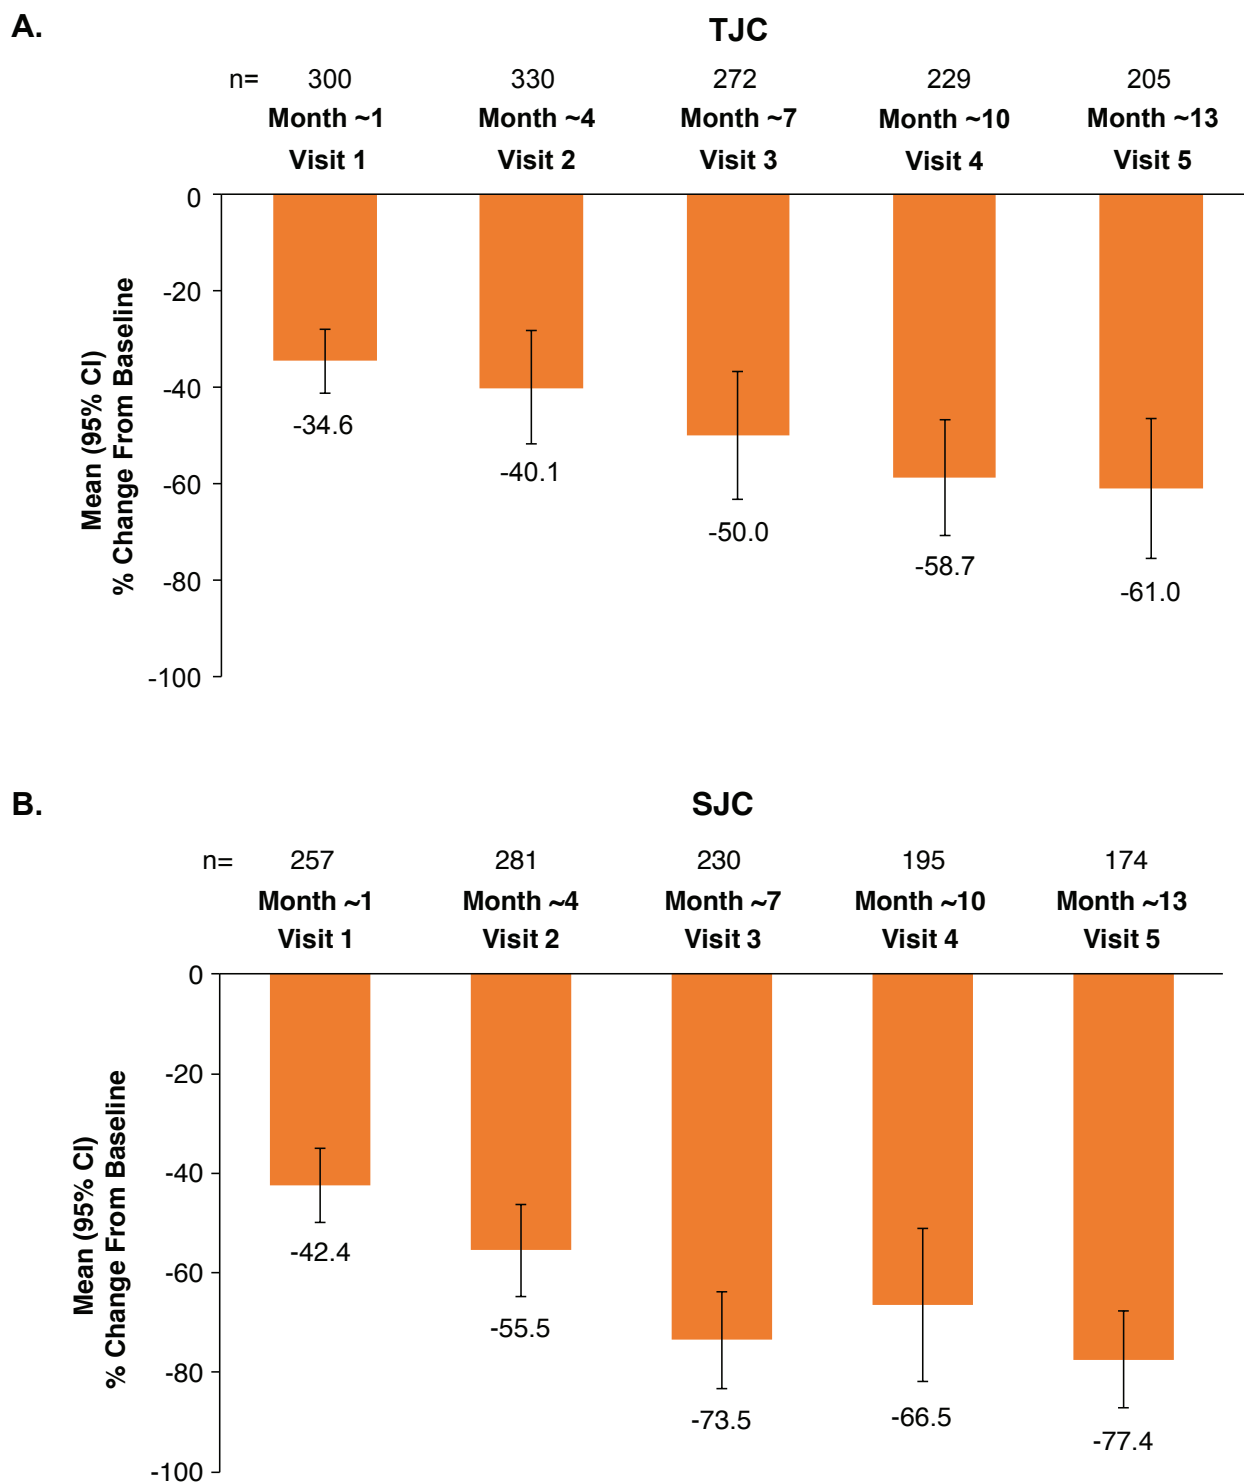 A.
TJC
n= 300 330 272 229 205
Month ~1 Month ~4 Month ~7 Month ~10 Month ~13
Visit 1 Visit 2 Visit 3 Visit 4 Visit 5
Mean (95% CI)
% Change From Baseline
0
-20
-40
-60
-80
-100
-34.6
-40.1
-50.0
-58.7
-61.0
B.
SJC
n= 257 281 230 195 174
Month ~1 Month ~4 Month ~7 Month ~10 Month ~13
Visit 1 Visit 2 Visit 3 Visit 4 Visit 5
Mean (95% CI)
% Change From Baseline
0
-20
-40
-60
-80
-100
-42.4
-55.5
-73.5
-66.5
-77.4